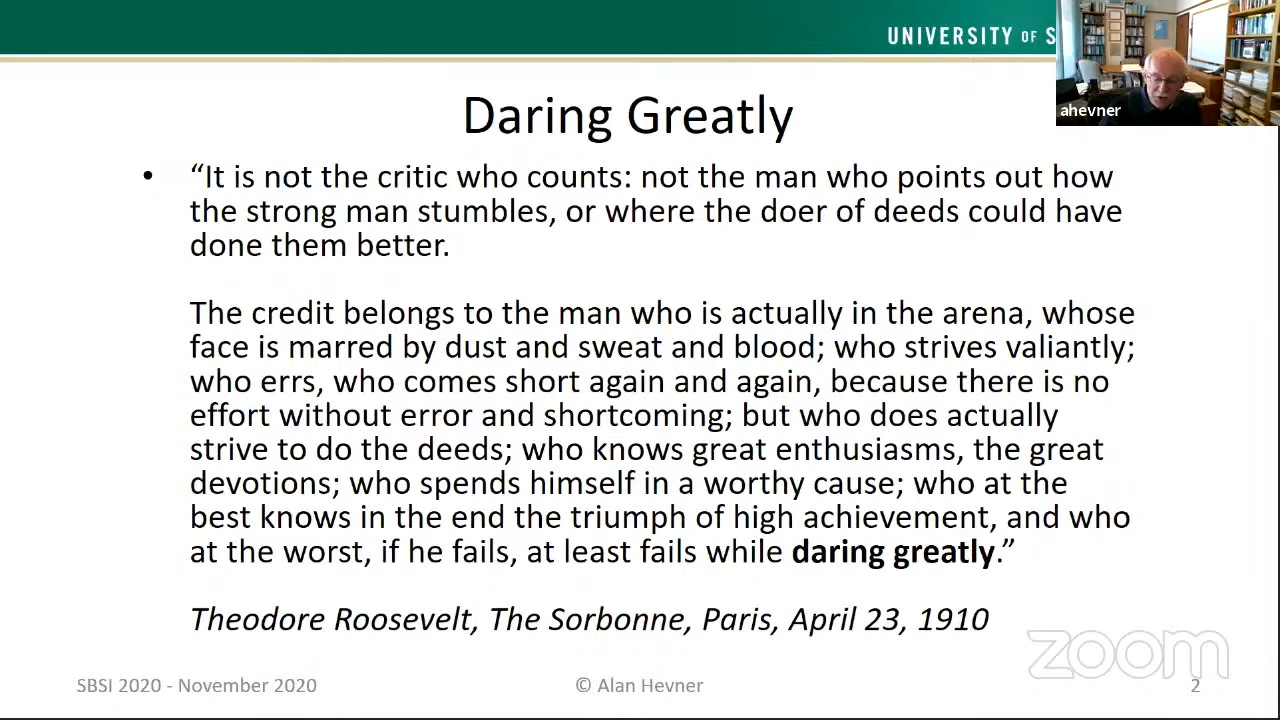 UNIVERSITY OF S
ahevner
Daring Greatly
• “It is not the critic who counts: not the man who points out how
the strong man stumbles, or where the doer of deeds could have
done them better.
The credit belongs to the man who is actually in the arena, whose
face is marred by dust and sweat and blood; who strives valiantly;
who errs, who comes short again and again, because there is no
effort without error and shortcoming; but who does actually
strive to do the deeds; who knows great enthusiasms, the great
devotions; who spends himself in a worthy cause; who at the
best knows in the end the triumph of high achievement, and who
at the worst, if he fails, at least fails while daring greatly.”
Theodore Roosevelt, The Sorbonne, Paris, April 23, 1910
zoom
SBSI 2020 - November 2020
© Alan Hevner
2